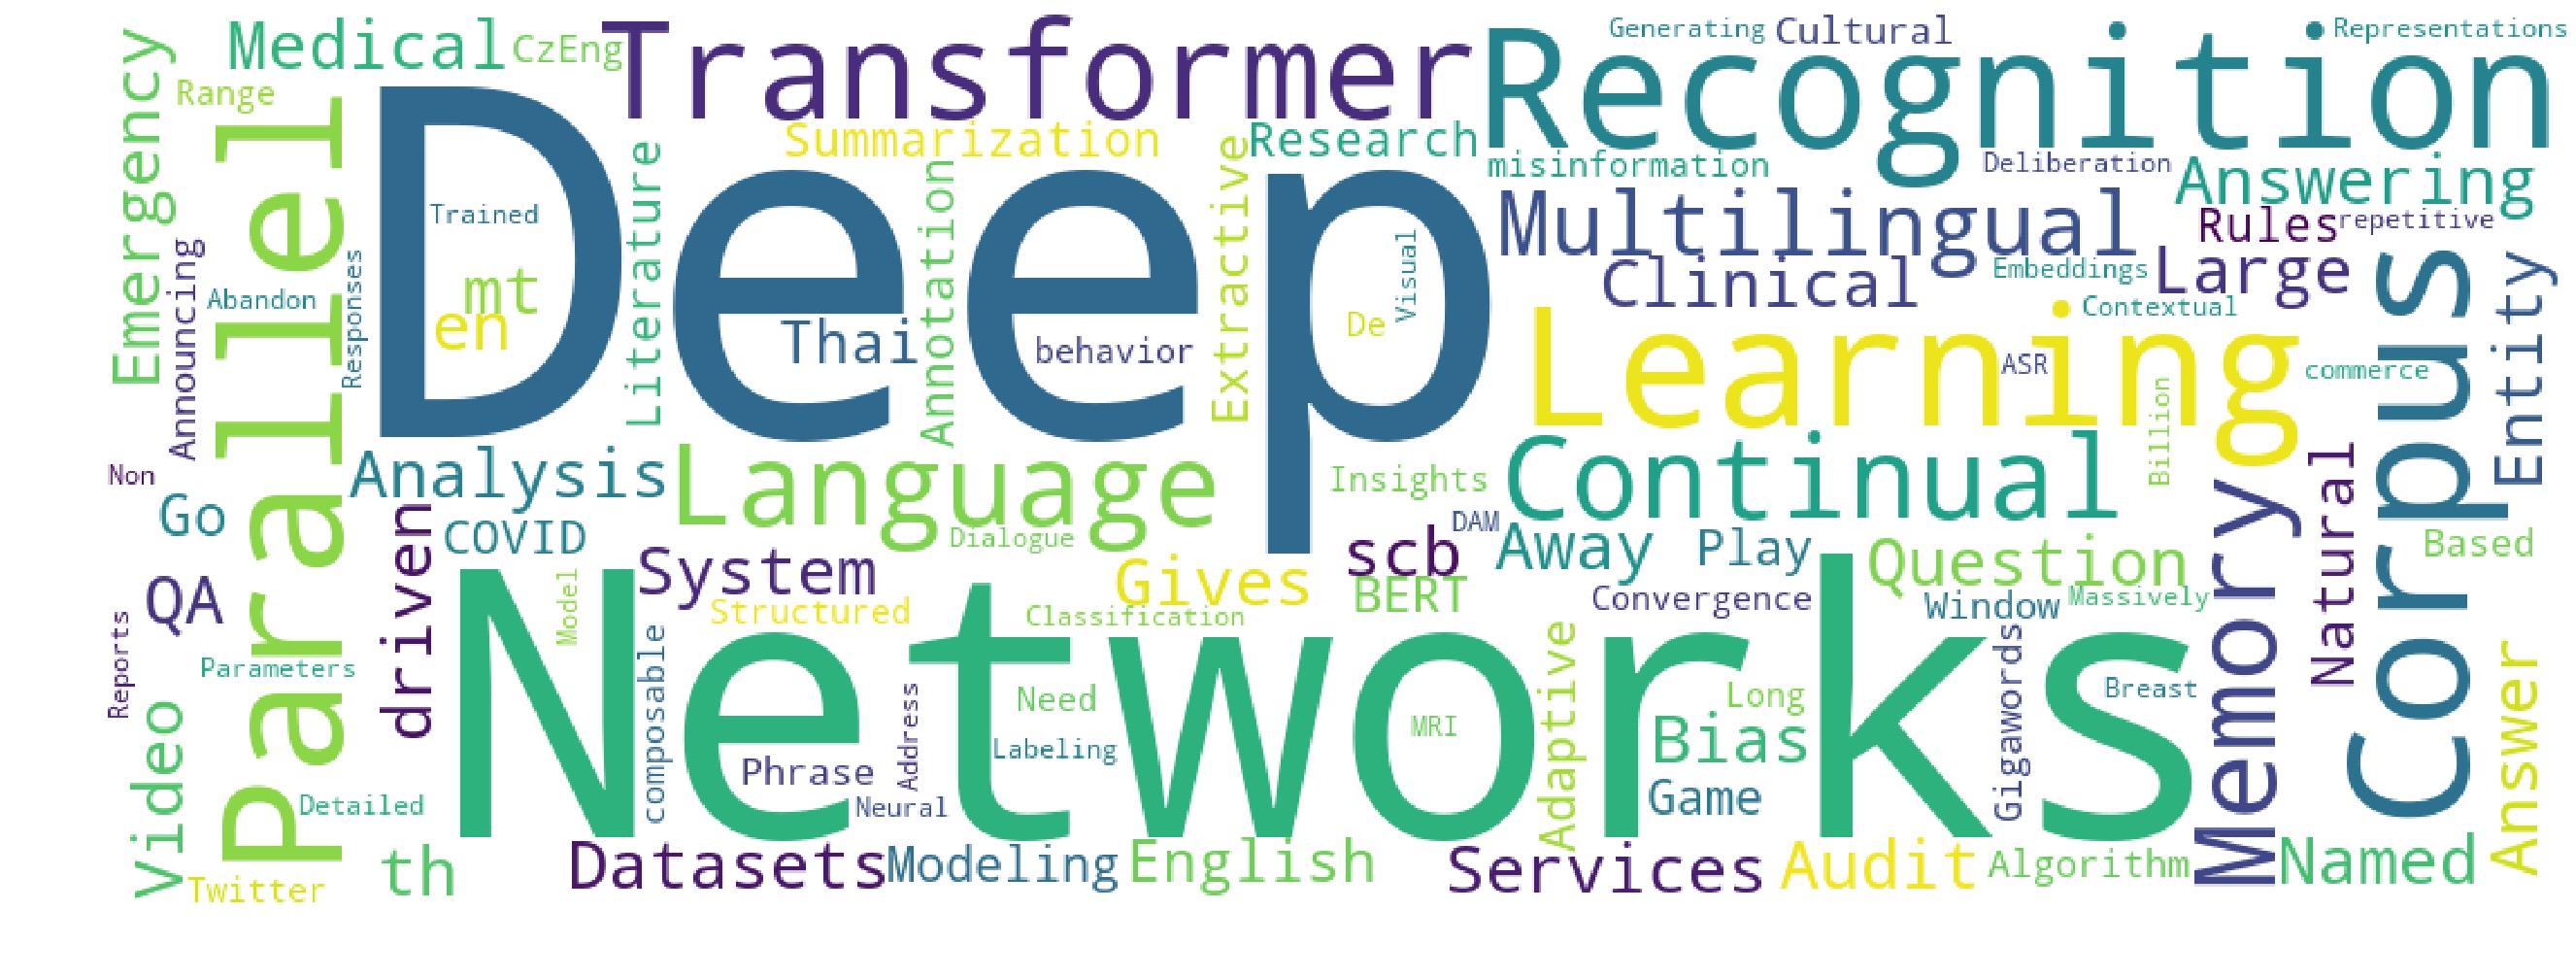 Medical
CzEng
Transformer
Recognition
Generating
Cultural
Representations
Emergency
Range
Parallel
Deep
Summarization
Research
misinformation
Deliberation
Answering
Announcing
Abandon
Responses
Trained
mt
en
Literature
Thai
Annotation
behavior
Extractive
De
Visual
Multilingual
Rules
repetitive
Clinical
Embeddings
Large
Contextual
Learning
ASR
commerce
Corpus
Entity
Billion
Non
Go
Analysis
Language
Insights
Continual
Natural
Memory
COVID
Dialogue
DAM
driven
System
Gives
scb
Away
Play
Question
Based
QA
Networks
Model
Structured
Classification
BERT
Convergence
Window
Massively
Reports
Parameters
composable
Need
Adaptive
Long
Gigawords
Breast
Answer
Video
Address
Labeling
MRI
Bias
Phrase
Detailed
Neural
Game
Twitter
th
Datasets
Modeling
English
Services
Audit
Algorithm
Named